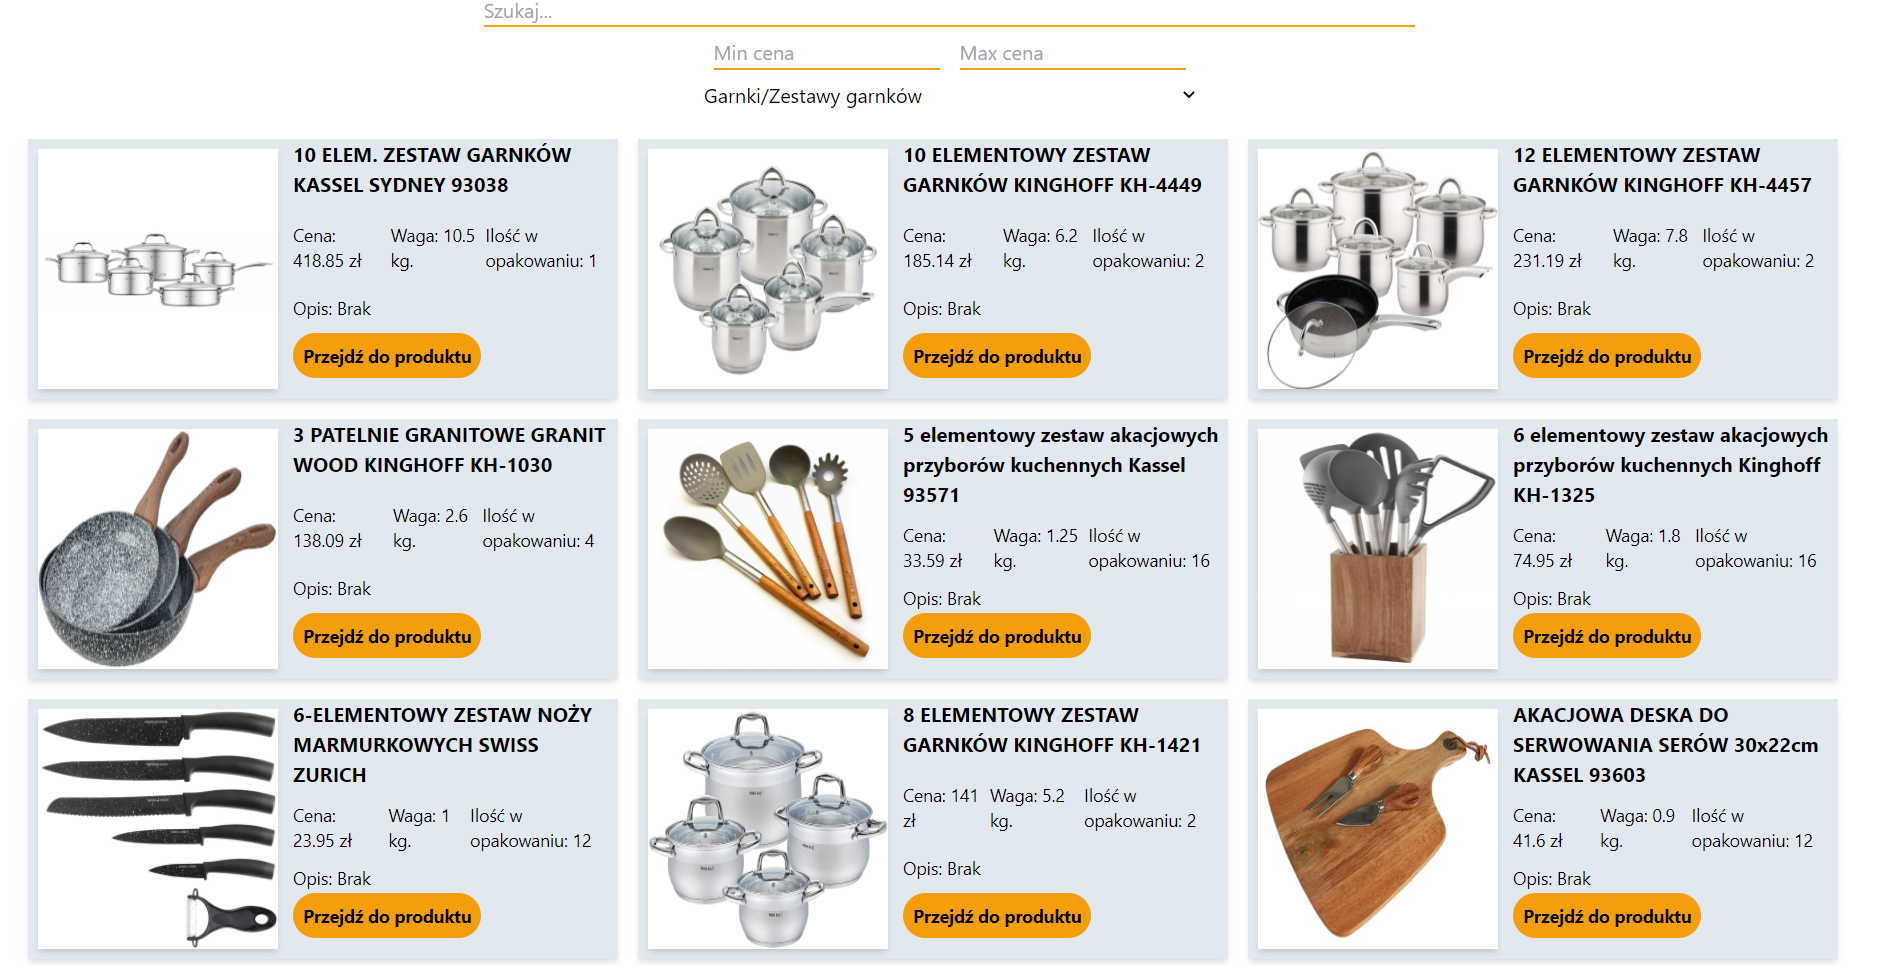 Szukaj...
Min cena
Max cena
Garnki/Zestawy garnków
10 ELEM. ZESTAW GARNKÓW
KASSEL SYDNEY 93038
Cena:
418.85 zł
Waga: 10.5
kg.
Ilość w
opakowaniu: 1
Opis: Brak
Przejdź do produktu
10 ELEMENTOWY ZESTAW
GARNKÓW KINGHOFF KH-4449
Cena:
185.14 zł
Waga: 6.2
kg.
Ilość w
opakowaniu: 2
Opis: Brak
Przejdź do produktu
12 ELEMENTOWY ZESTAW
GARNKÓW KINGHOFF KH-4457
Cena:
231.19 zł
Waga: 7.8
kg.
Ilość w
opakowaniu: 2
Opis: Brak
Przejdź do produktu
3 PATELNIE GRANITOWE GRANIT
WOOD KINGHOFF KH-1030
Cena:
138.09 zł
Waga: 2.6
kg.
Ilość w
opakowaniu: 4
Opis: Brak
Przejdź do produktu
5 elementowy zestaw akacjowych
przyborów kuchennych Kassel
93571
Cena:
33.59 zł
Waga: 1.25
kg.
Ilość w
opakowaniu: 16
Opis: Brak
Przejdź do produktu
6 elementowy zestaw akacjowych
przyborów kuchennych Kinghoff
KH-1325
Cena:
74.95 zł
Waga: 1.8
kg.
Ilość w
opakowaniu: 16
Opis: Brak
Przejdź do produktu
6-ELEMENTOWY ZESTAW NOŻY
MARMURKOWYCH SWISS
ZURICH
Cena:
23.95 zł
Waga: 1
kg.
Ilość w
opakowaniu: 12
Opis: Brak
Przejdź do produktu
8 ELEMENTOWY ZESTAW
GARNKÓW KINGHOFF KH-1421
Cena: 141
zł
Waga: 5.2
kg.
Ilość w
opakowaniu: 2
Opis: Brak
Przejdź do produktu
AKACJOWA DESKA DO
SERWOWANIA SERÓW 30x22cm
KASSEL 93603
Cena:
41.6 zł
Waga: 0.9
kg.
Ilość w
opakowaniu: 12
Opis: Brak
Przejdź do produktu